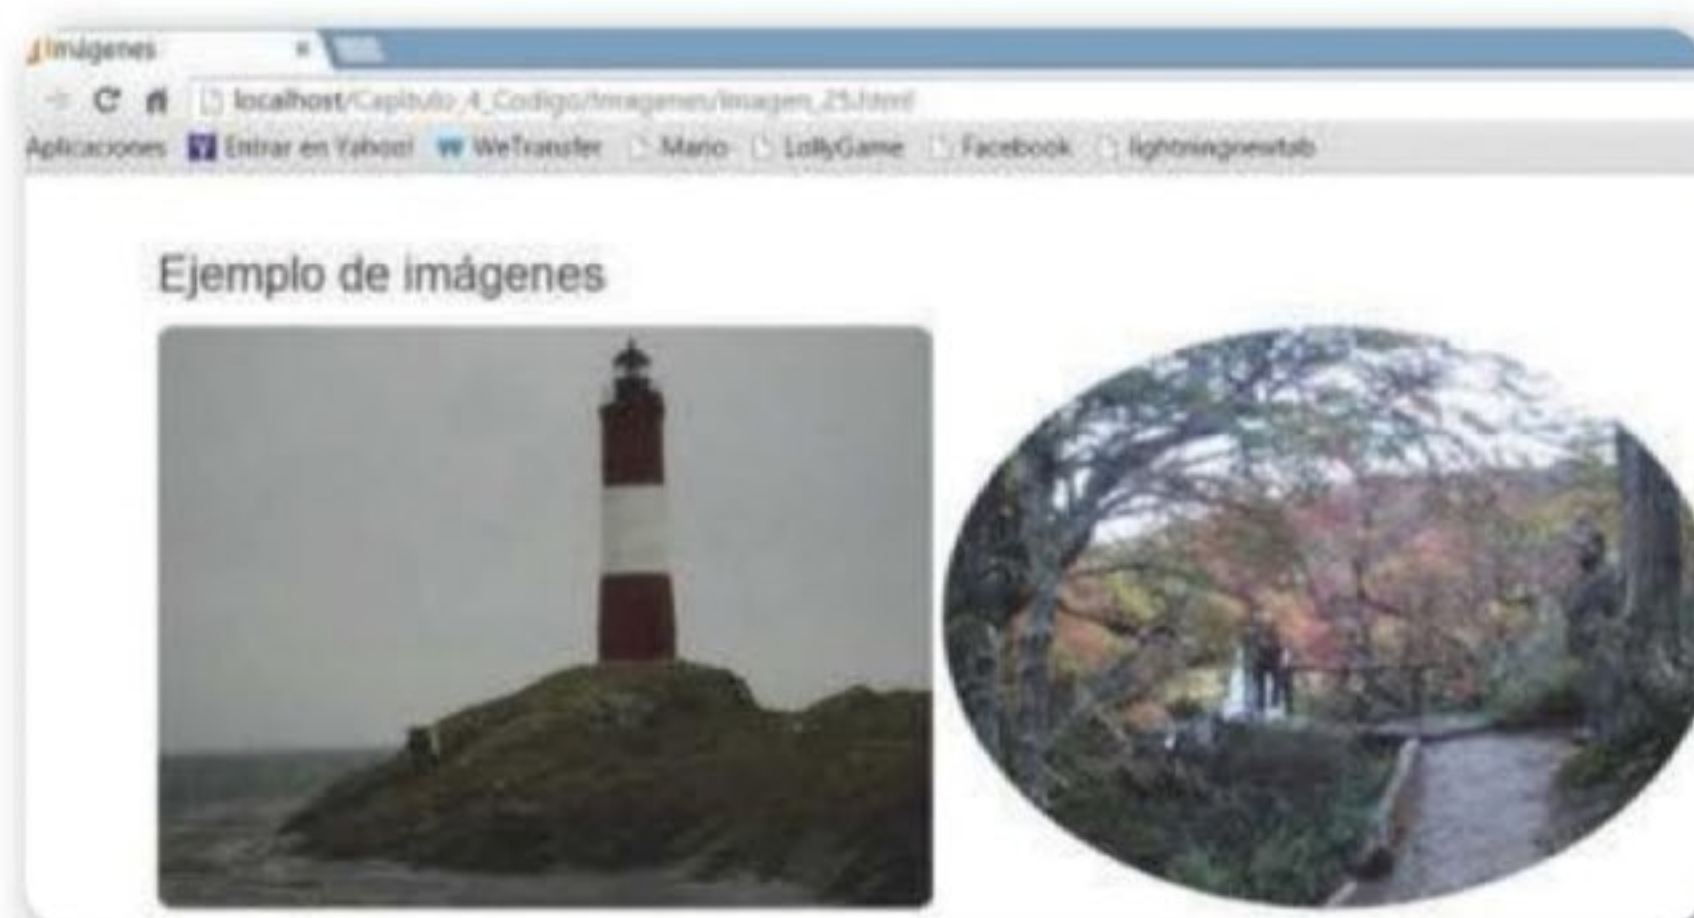 Imágenes
localhost/Capitulo_4_Codigo/Imagenes/Imagen_25.html
Aplicaciones Entrar en Yahoo! WeTransfer Mario LollyGame Facebook lightningnewtab
Ejemplo de imágenes